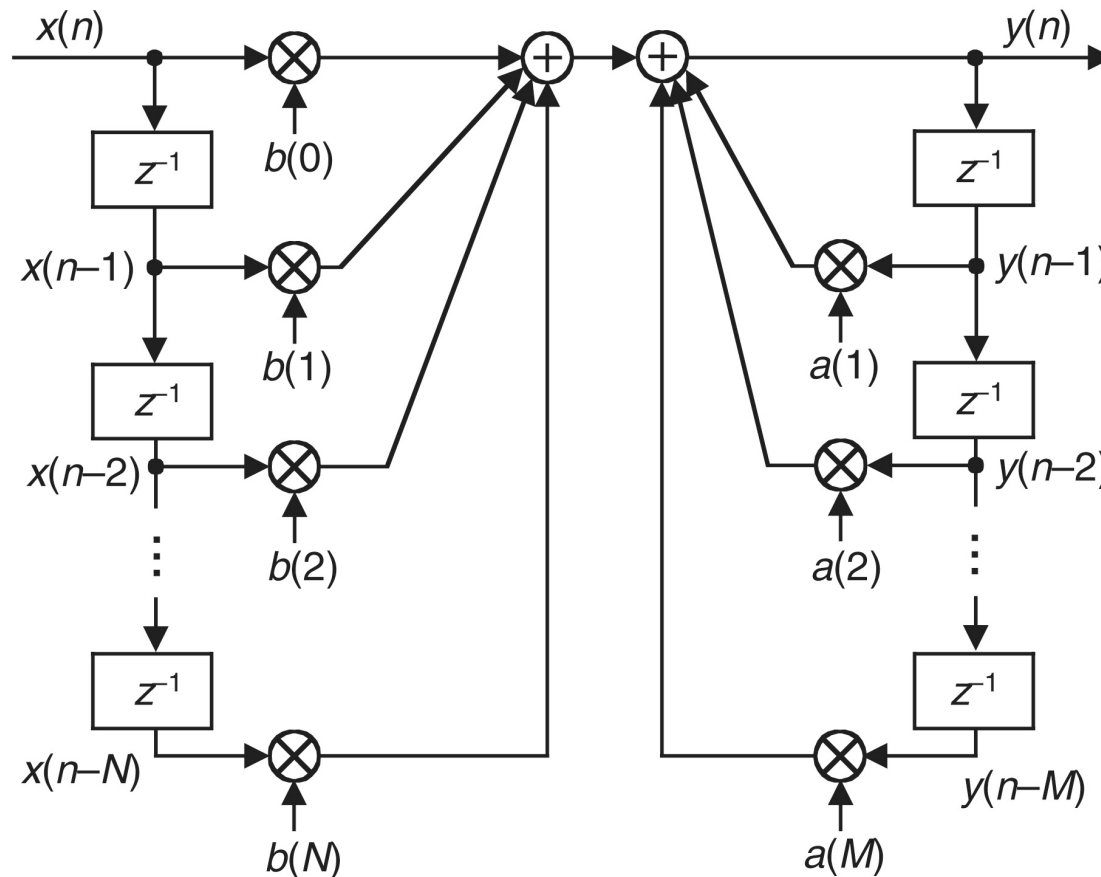 x(n)
y(n)
z⁻¹
b(0)
z⁻¹
x(n–1)
b(1)
a(1)
y(n–1)
z⁻¹
z⁻¹
x(n–2)
b(2)
a(2)
y(n–2)
z⁻¹
z⁻¹
x(n–N)
b(N)
a(M)
y(n–M)